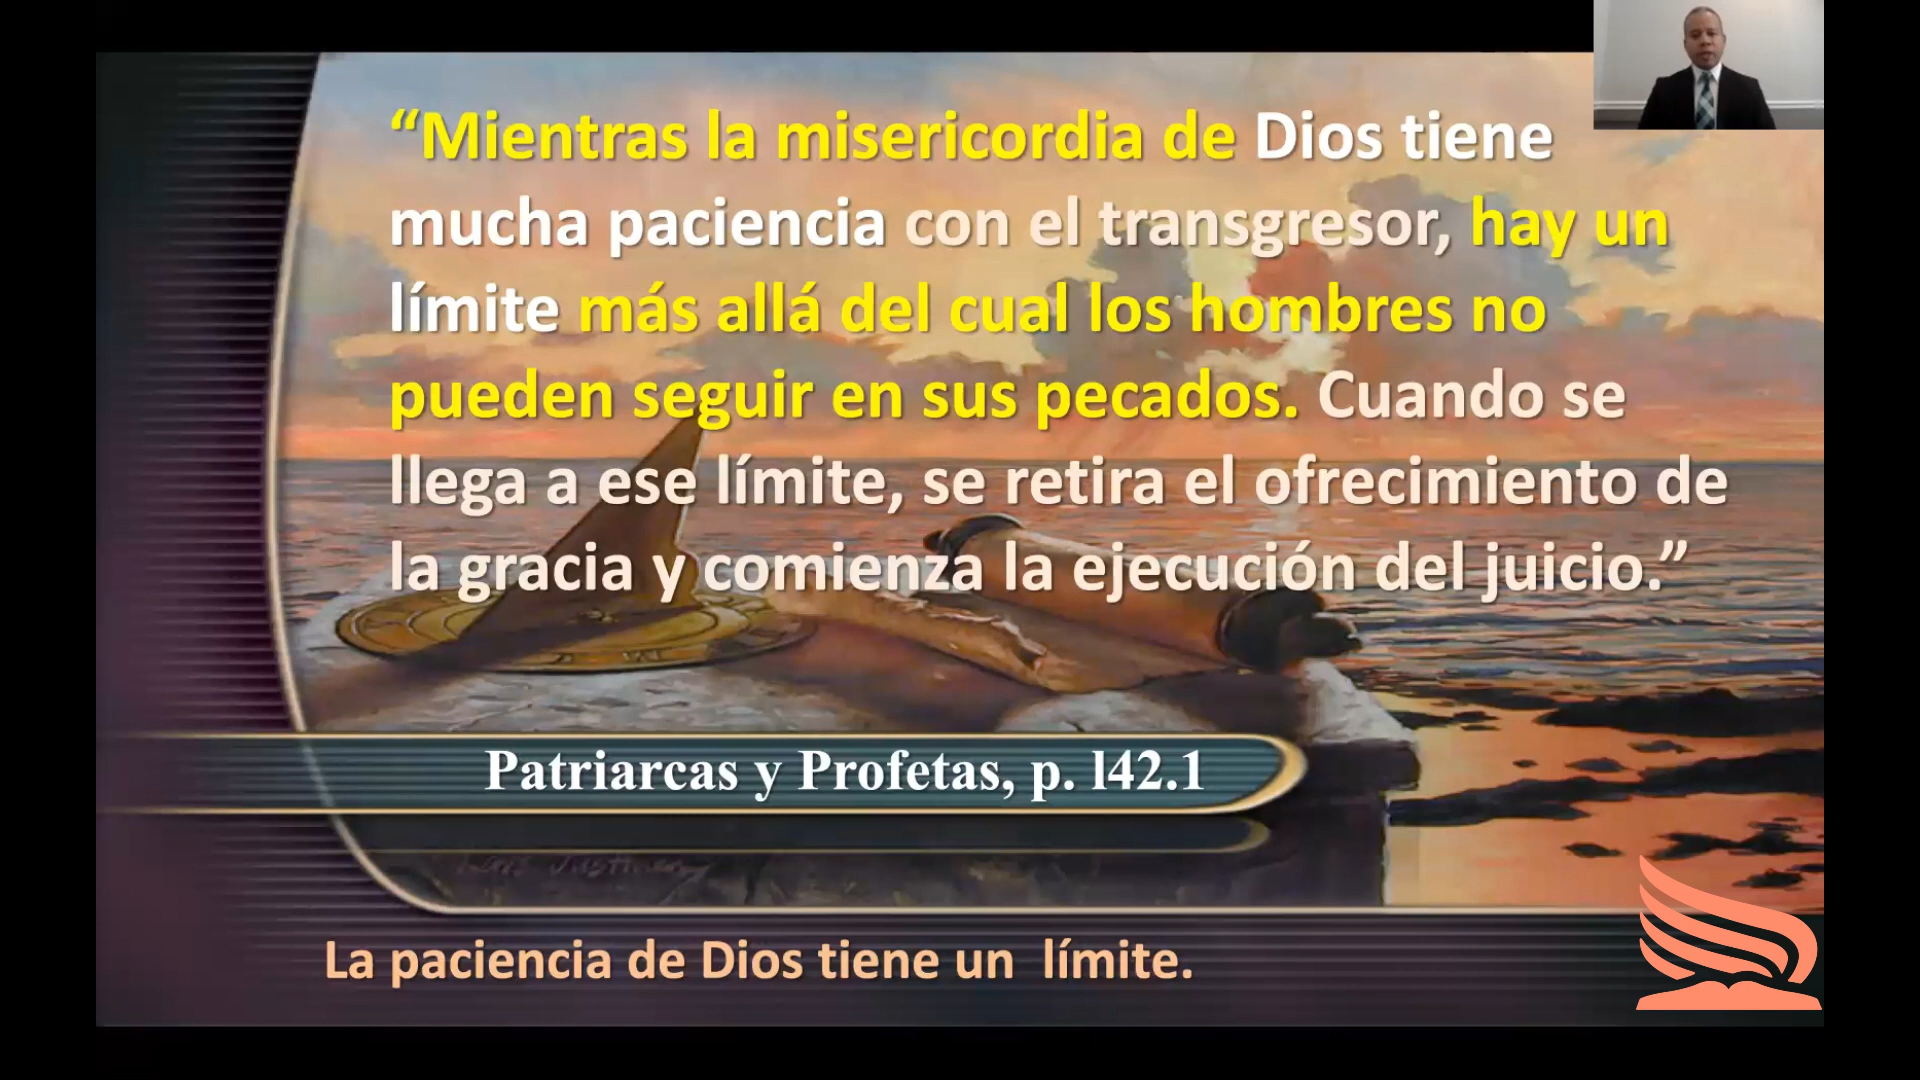 “Mientras la misericordia de Dios tiene
mucha paciencia con el transgresor, hay un
límite más allá del cual los hombres no
pueden seguir en sus pecados. Cuando se
llega a ese límite, se retira el ofrecimiento de
la gracia y comienza la ejecución del juicio.”
Patriarcas y Profetas, p. l42.1
La paciencia de Dios tiene un  límite.